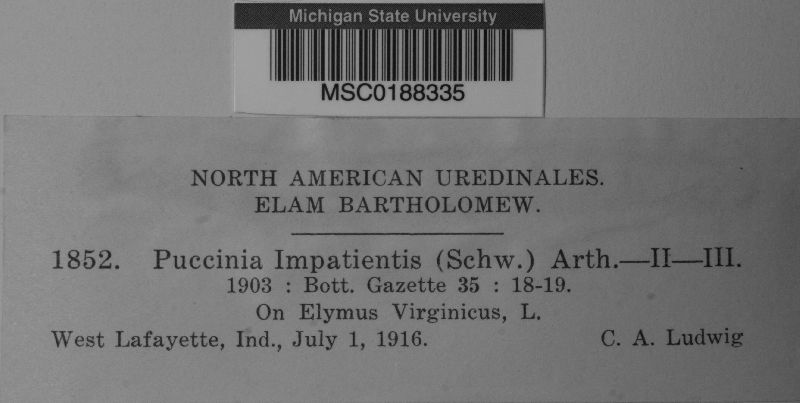 Michigan State University
MSC0188335
NORTH AMERICAN UREDINALES.
ELAM BARTHOLOMEW.
1852. Puccinia Impatientis (Schw.) Arth.—II—III.
1903 : Bott. Gazette 35 : 18-19.
On Elymus Virginicus, L.
West Lafayette, Ind., July 1, 1916. C. A. Ludwig